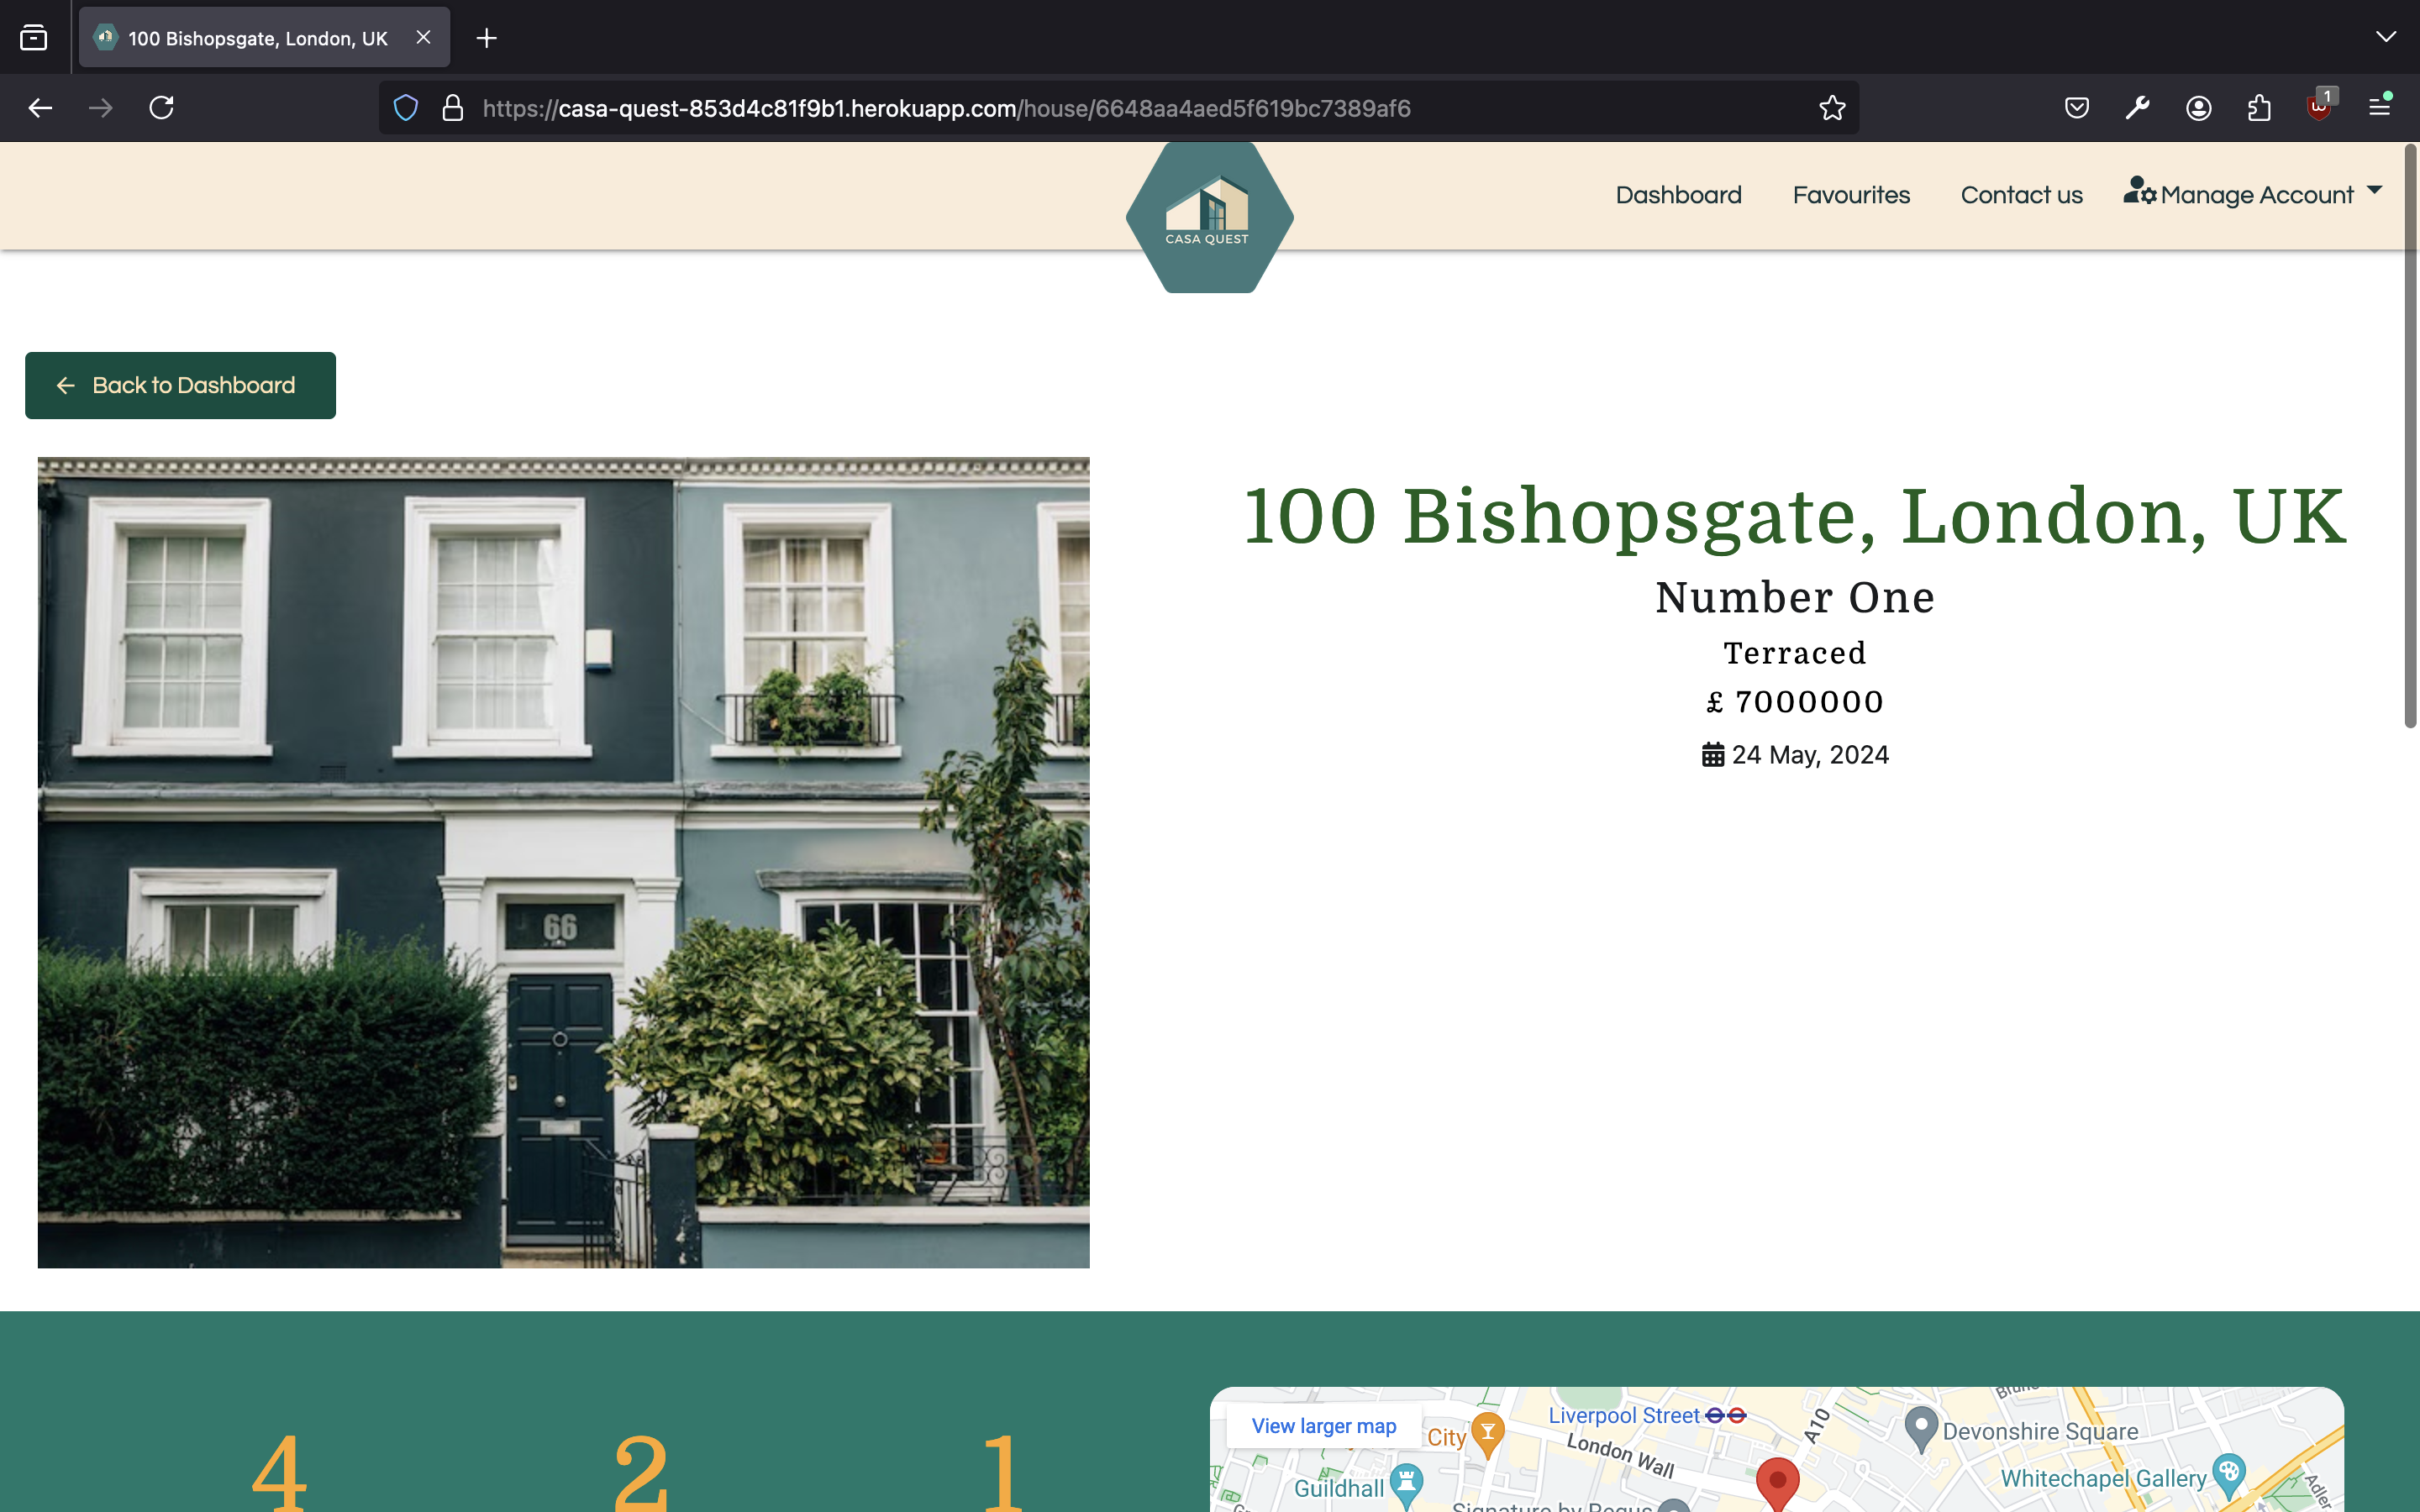 100 Bishopsgate, London, UK
https://casa-quest-853d4c81f9b1.herokuapp.com/house/6648aa4aed5f619bc7389af6
1
CASA QUEST
Dashboard
Favourites
Contact us
Manage Account
Back to Dashboard
66
100 Bishopsgate, London, UK
Number One
Terraced
£ 7000000
24 May, 2024
4
2
1
View larger map
City
Liverpool Street
London Wall
A10
Devonshire Square
Guildhall
Whitechapel Gallery
Signature by Regus
Adler